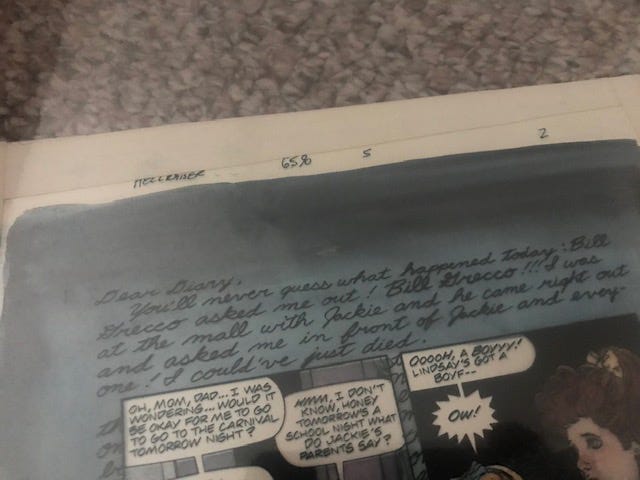 HELLRAISER 65% 5 2
Dear Diary,
You'll never guess what happened today: Bill
Grecco asked me out! Bill Grecco!!! I was
at the mall with Jackie and he came right out
and asked me in front of Jackie and every-
one! I could've just died.
OH, MOM, DAD... I WAS
WONDERING... WOULD IT
BE OKAY FOR ME TO GO
TO GO TO THE CARNIVAL
TOMORROW NIGHT?
HMM, I DON'T
KNOW, HONEY
TOMORROW'S A
SCHOOL NIGHT WHAT
DO JACKIE'S
PARENTS SAY?
OOOOH, A BOYYY!
LINDSAY'S GOT A
BOYF--
OW!